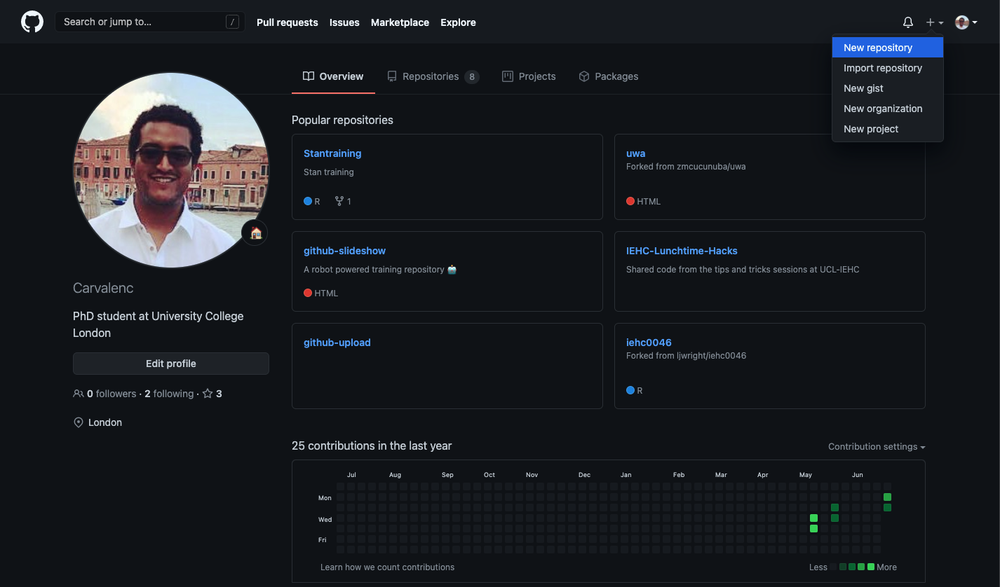 Search or jump to... /
Pull requests Issues Marketplace Explore
New repository
Import repository
New gist
New organization
New project
Overview Repositories 8 Projects Packages
Carvalenc
PhD student at University College
London
Edit profile
0 followers · 2 following · 3
London
Popular repositories
Stantraining
Stan training
R 1
uwa
Forked from zmcucunuba/uwa
HTML
github-slideshow
A robot powered training repository 🤖
HTML
IEHC-Lunchtime-Hacks
Shared code from the tips and tricks sessions at UCL-IEHC
github-upload
iehc0046
Forked from ljwright/iehc0046
R
25 contributions in the last year
Contribution settings
Jul Aug Sep Oct Nov Dec Jan Feb Mar Apr May Jun
Mon
Wed
Fri
Learn how we count contributions
Less More